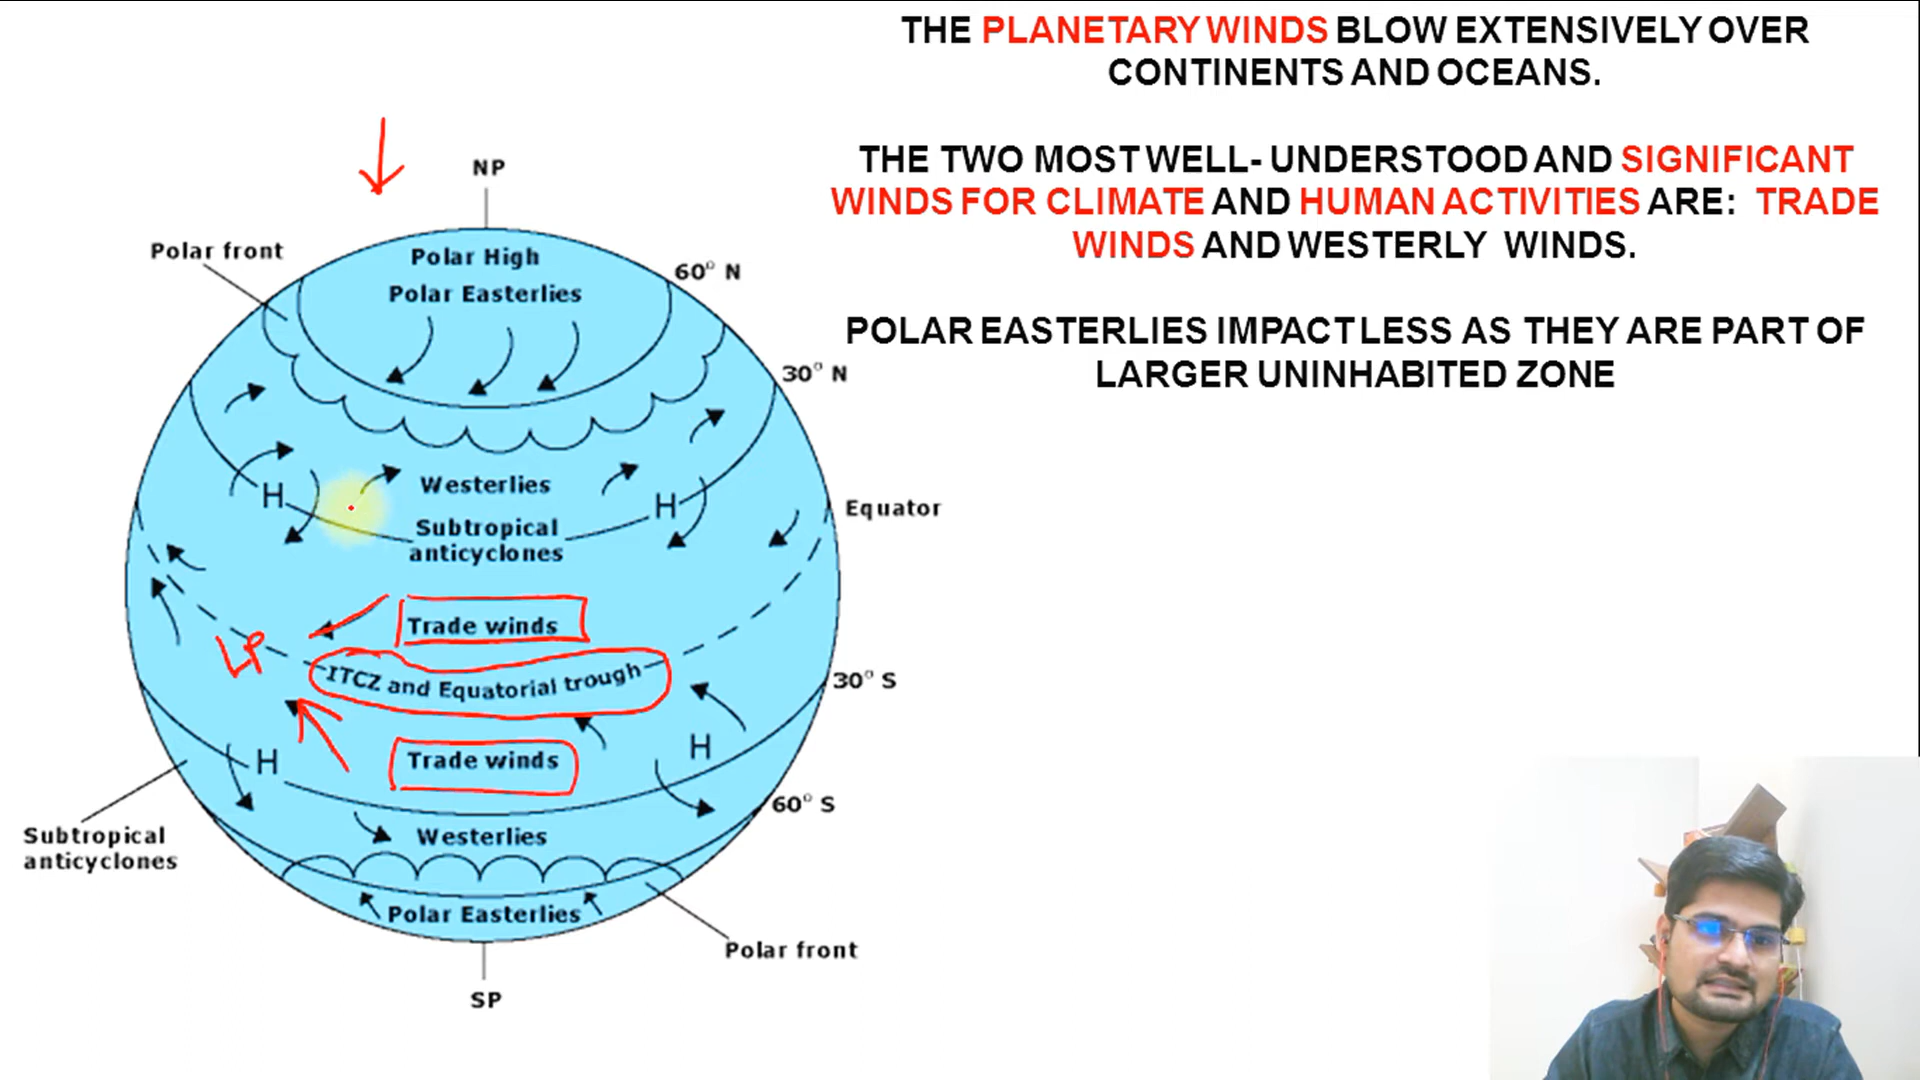 THE PLANETARY WINDS BLOW EXTENSIVELY OVER
CONTINENTS AND OCEANS.
THE TWO MOST WELL- UNDERSTOOD AND SIGNIFICANT
WINDS FOR CLIMATE AND HUMAN ACTIVITIES ARE: TRADE
WINDS AND WESTERLY WINDS.
POLAR EASTERLIES IMPACT LESS AS THEY ARE PART OF
LARGER UNINHABITED ZONE
NP
Polar front
Polar High
60° N
Polar Easterlies
30° N
H
Westerlies
H
Equator
Subtropical
anticyclones
Trade winds
LP
ITCZ and Equatorial trough
30° S
H
Trade winds
H
60° S
Subtropical
anticyclones
Westerlies
Polar Easterlies
Polar front
SP